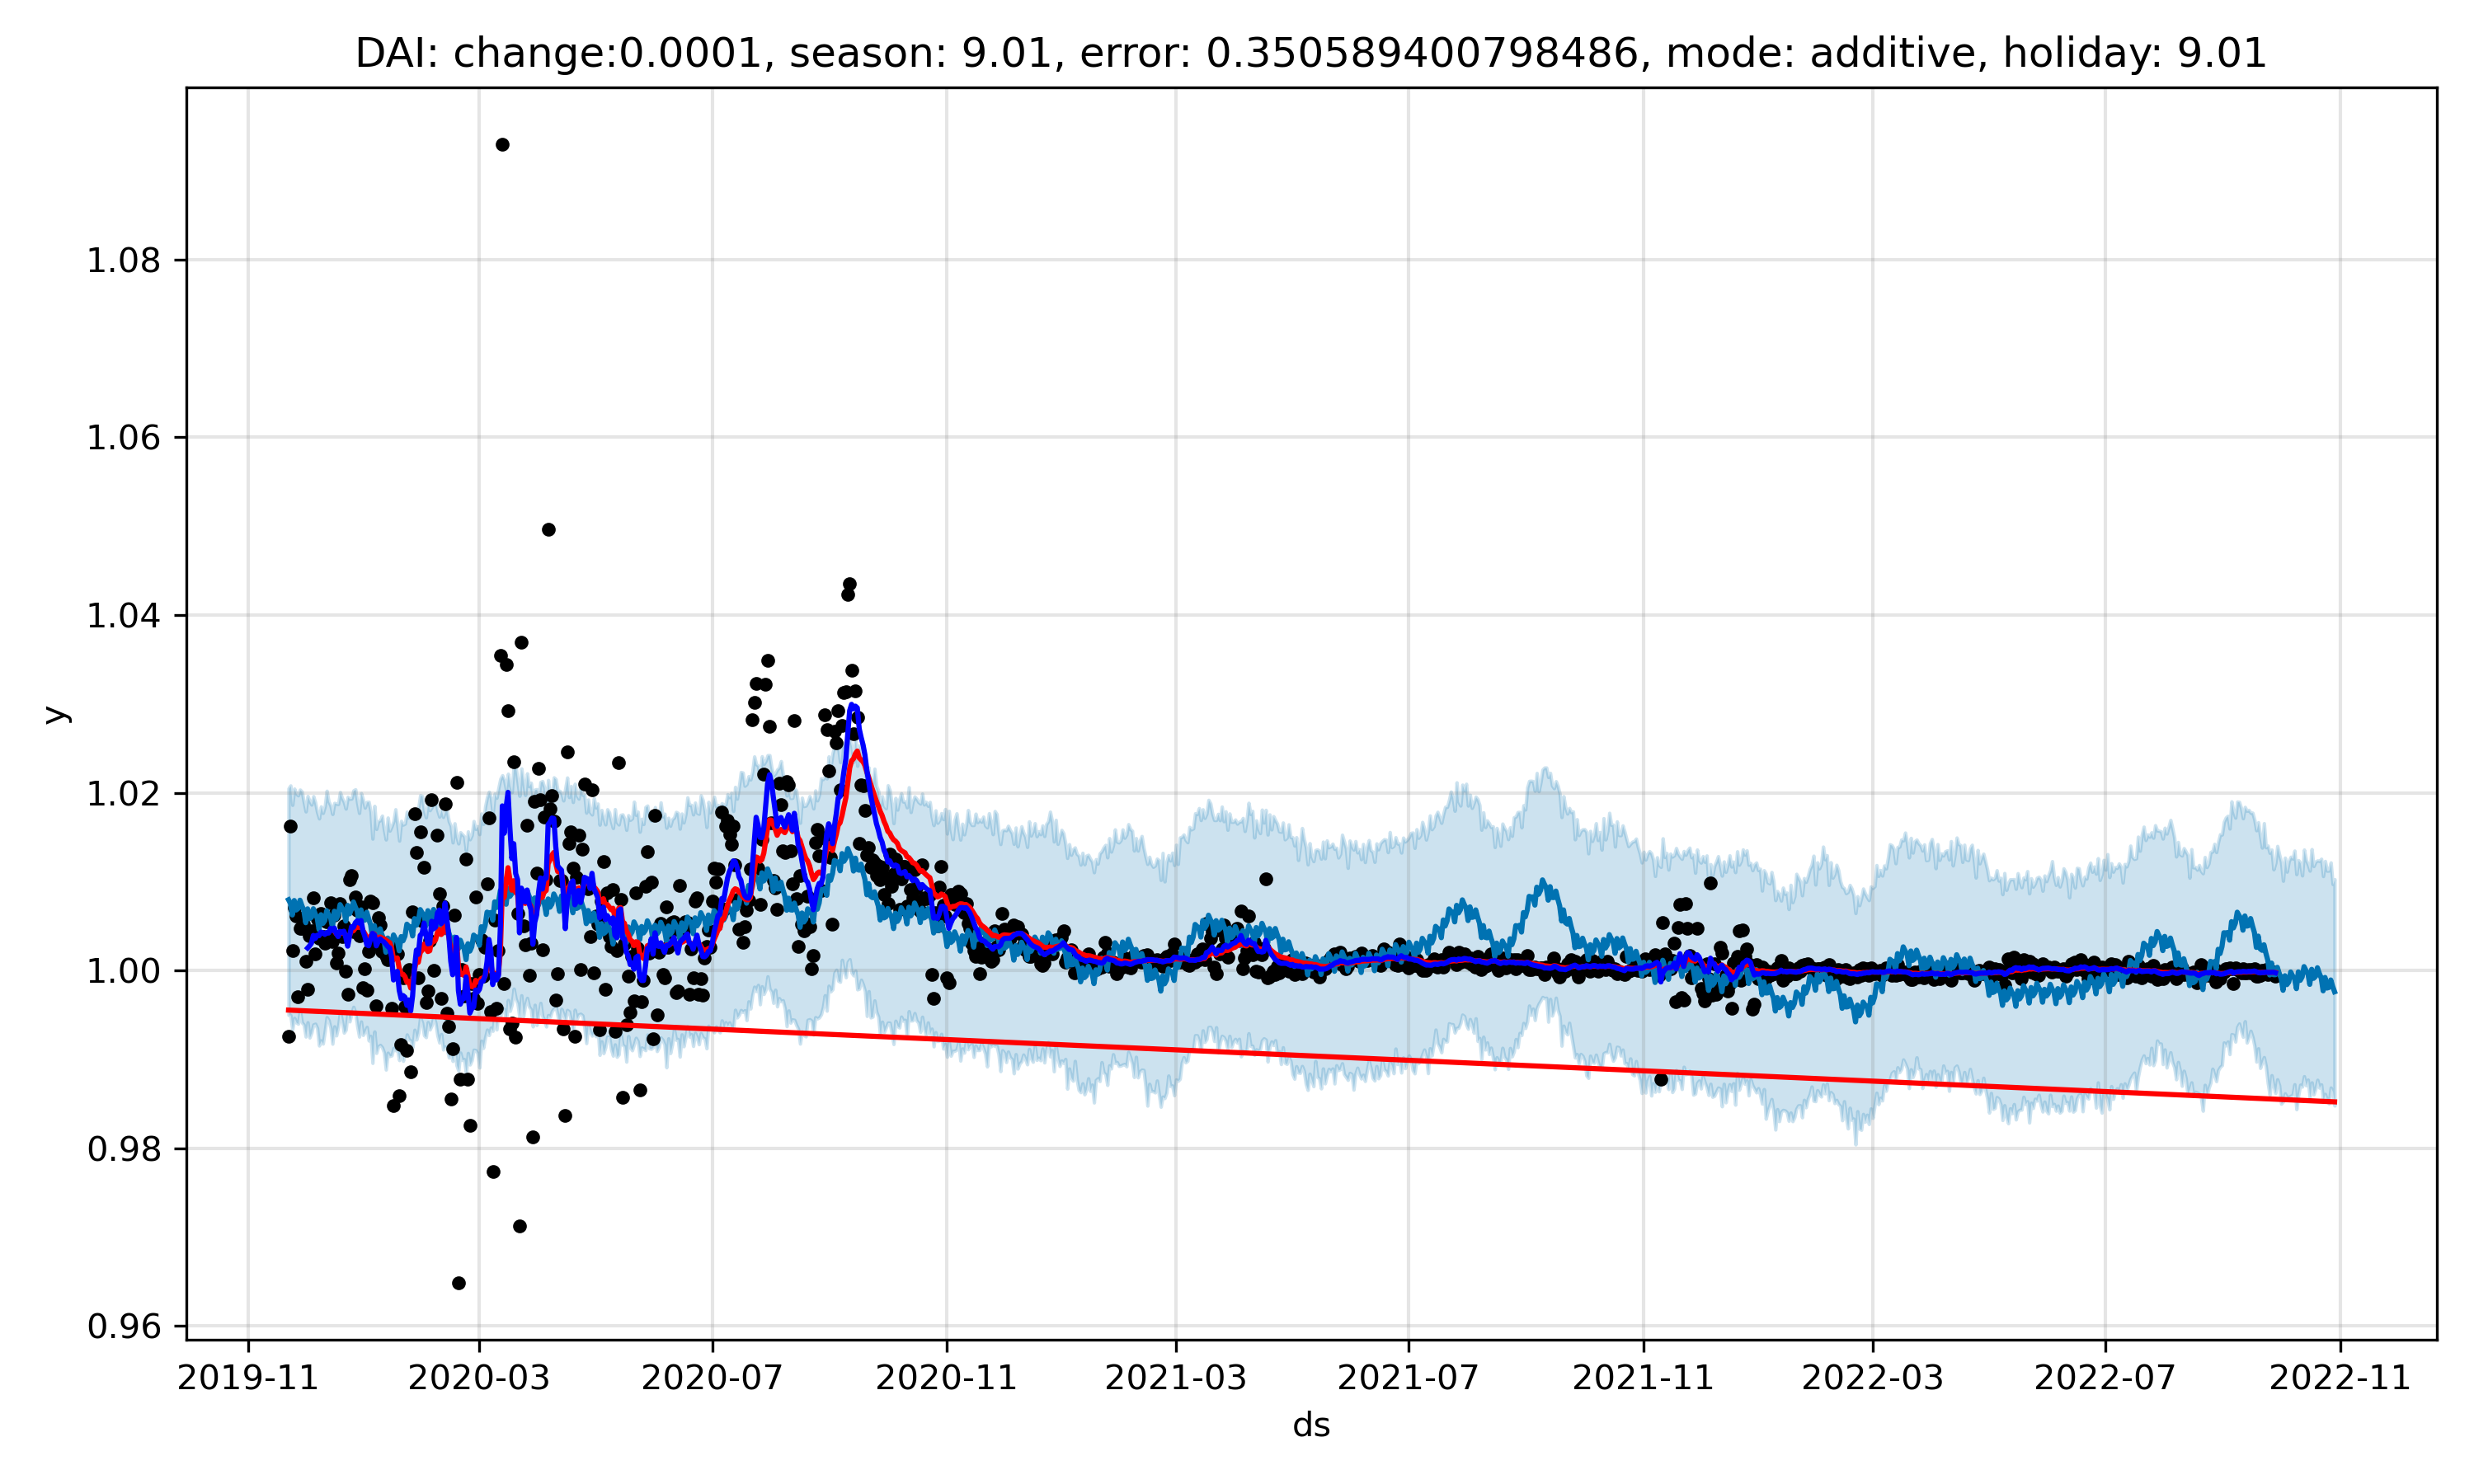 DAI: change:0.0001, season: 9.01, error: 0.350589400798486, mode: additive, holiday: 9.01
1.08
1.06
1.04
1.02
1.00
0.98
0.96
y
2019-11 2020-03 2020-07 2020-11 2021-03 2021-07 2021-11 2022-03 2022-07 2022-11
ds